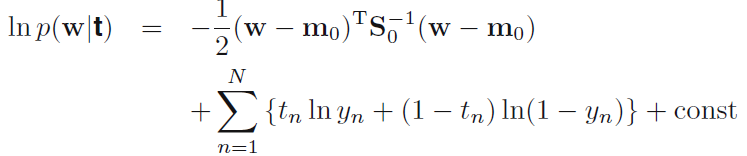 ln p(w|t) = −1/2 (w − m₀)ᵀS₀⁻¹(w − m₀)
+ ∑ₙ₌₁ᴺ {tₙ ln yₙ + (1 − tₙ) ln(1 − yₙ)} + const